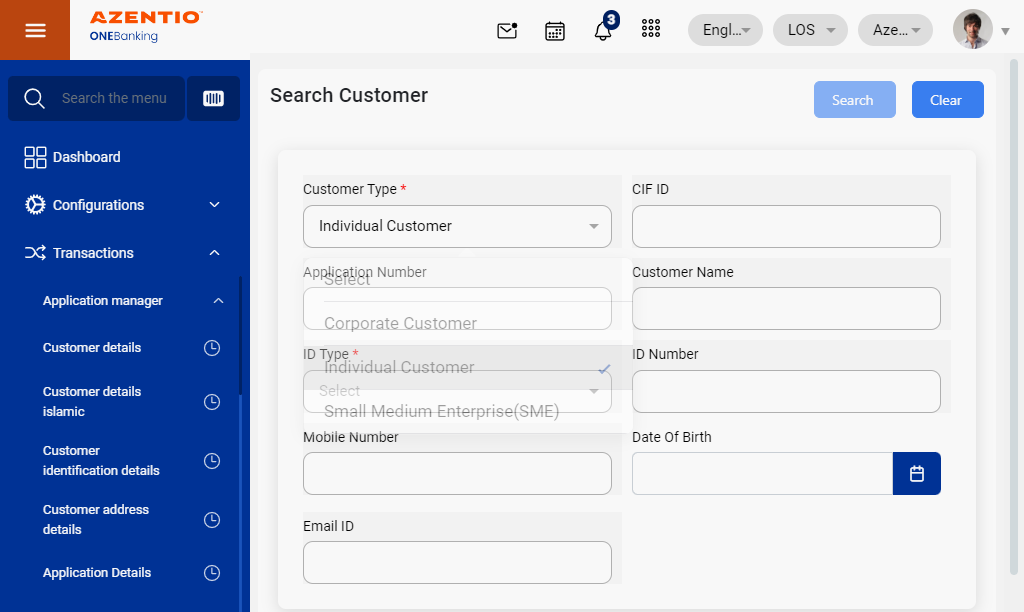 AZENTIO
ONEBanking
3
Engl...
LOS
Aze...
Search the menu
Dashboard
Configurations
Transactions
Application manager
Customer details
Customer details
islamic
Customer
identification details
Customer address
details
Application Details
Search Customer
Search
Clear
Customer Type *
CIF ID
Individual Customer
Application Number
Customer Name
Select
Corporate Customer
ID Type *
ID Number
Individual Customer
Select
Small Medium Enterprise(SME)
Mobile Number
Date Of Birth
Email ID